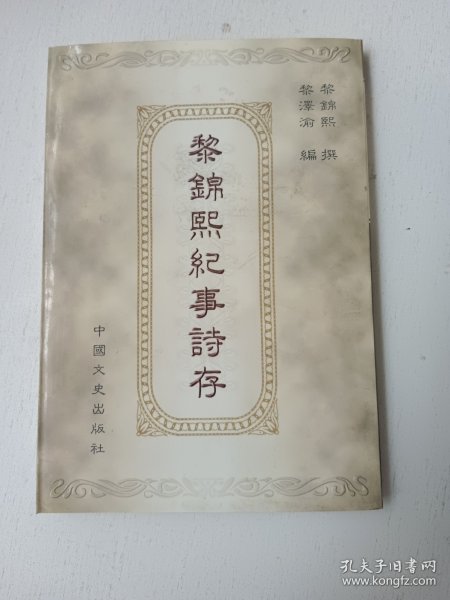 黎錦熙 撰
黎澤渝 編
黎錦熙紀事詩存
中國文史出版社
孔夫子旧书网
www.kongfz.com